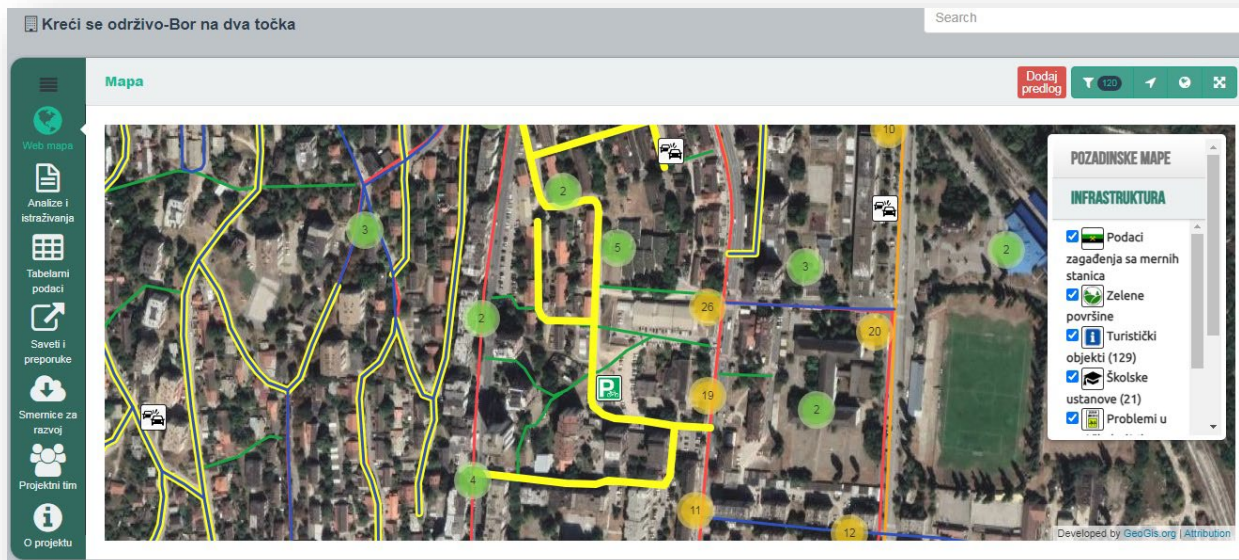 Kreći se održivo-Bor na dva točka
Search
Mapa
Dodaj
predlog
120
Web mapa
Analize i
istraživanja
Tabelarni
podaci
Saveti i
preporuke
Smernice za
razvoj
Projektni tim
O projektu
10
2
3
5
3
2
26
2
20
19
2
4
11
12
P
POZADINSKE MAPE
INFRASTRUKTURA
Podaci
zagađenja sa mernih
stanica
Zelene
površine
Turistički
objekti (129)
Školske
ustanove (21)
Problemi u
Developed by GeoGis.org | Attribution